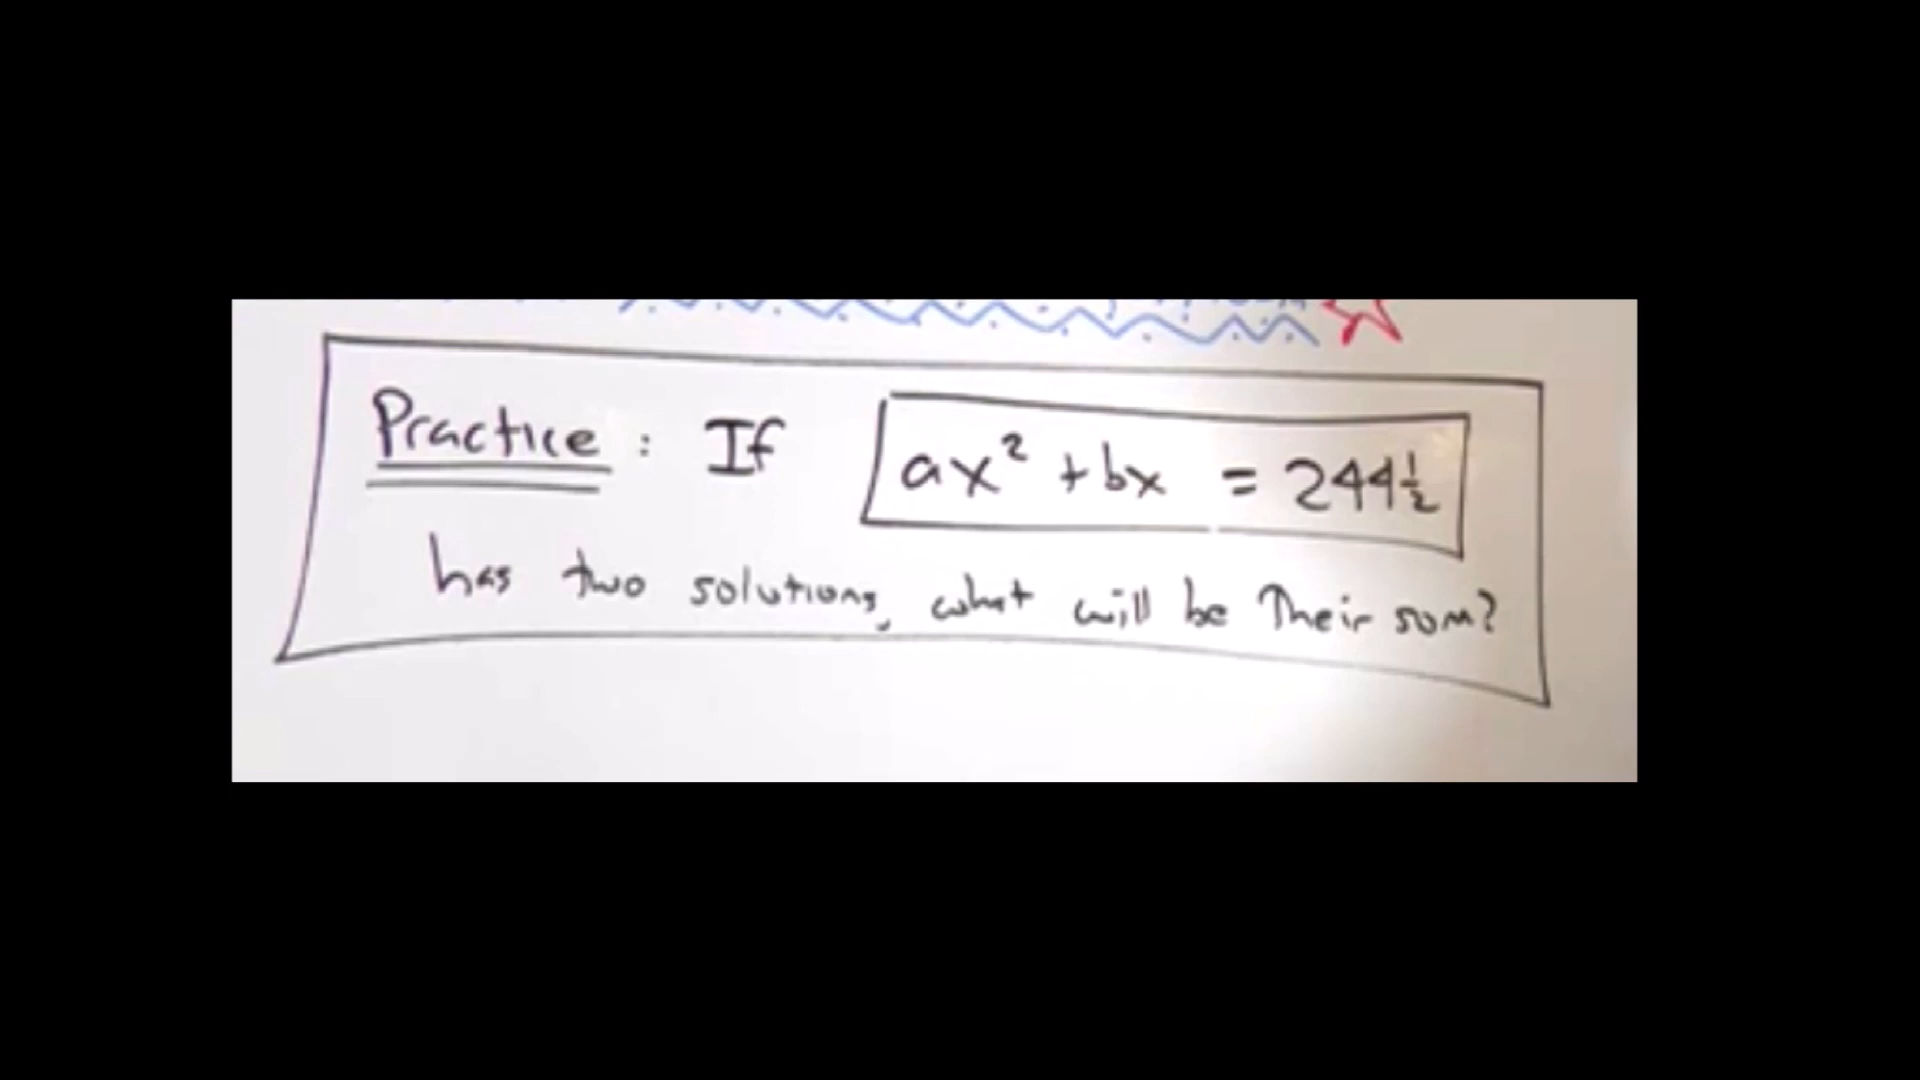 Practice : If ax² + bx = 244½
has two solutions, what will be Their sum?